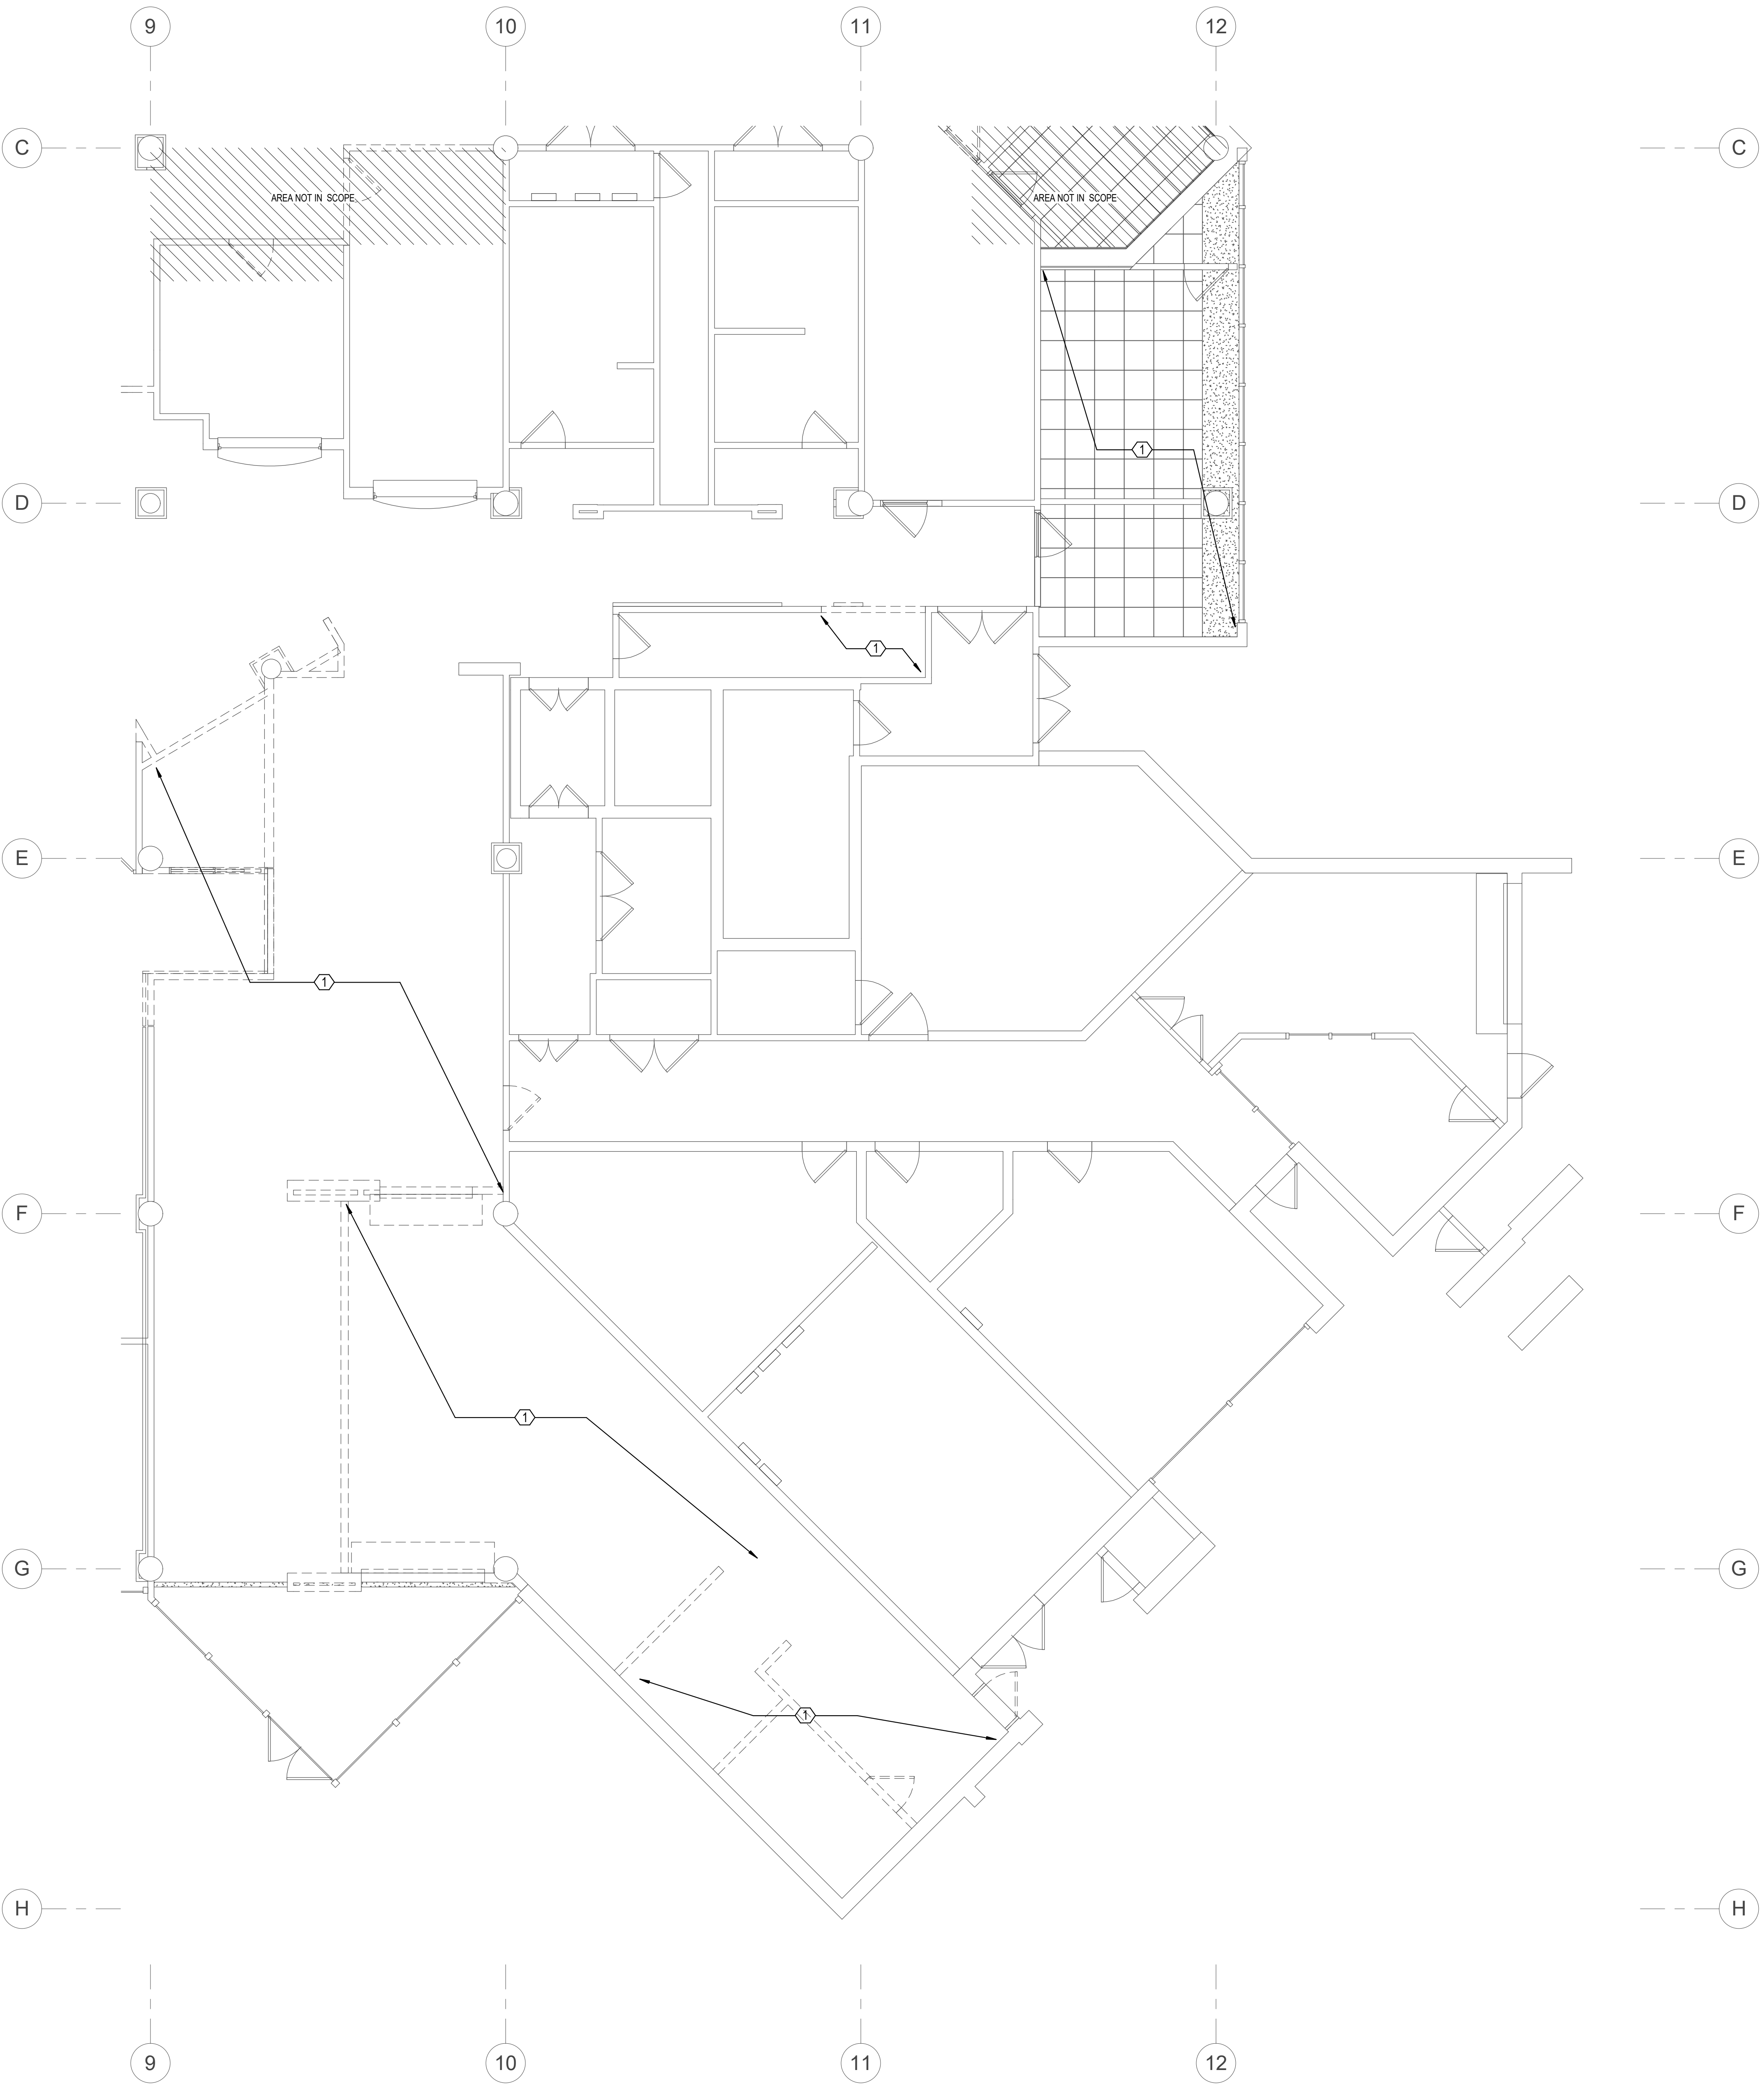 9 10 11 12
C C
AREA NOT IN SCOPE AREA NOT IN SCOPE
1
D D
1
E E
1
F F
1
G G
1
H H
9 10 11 12